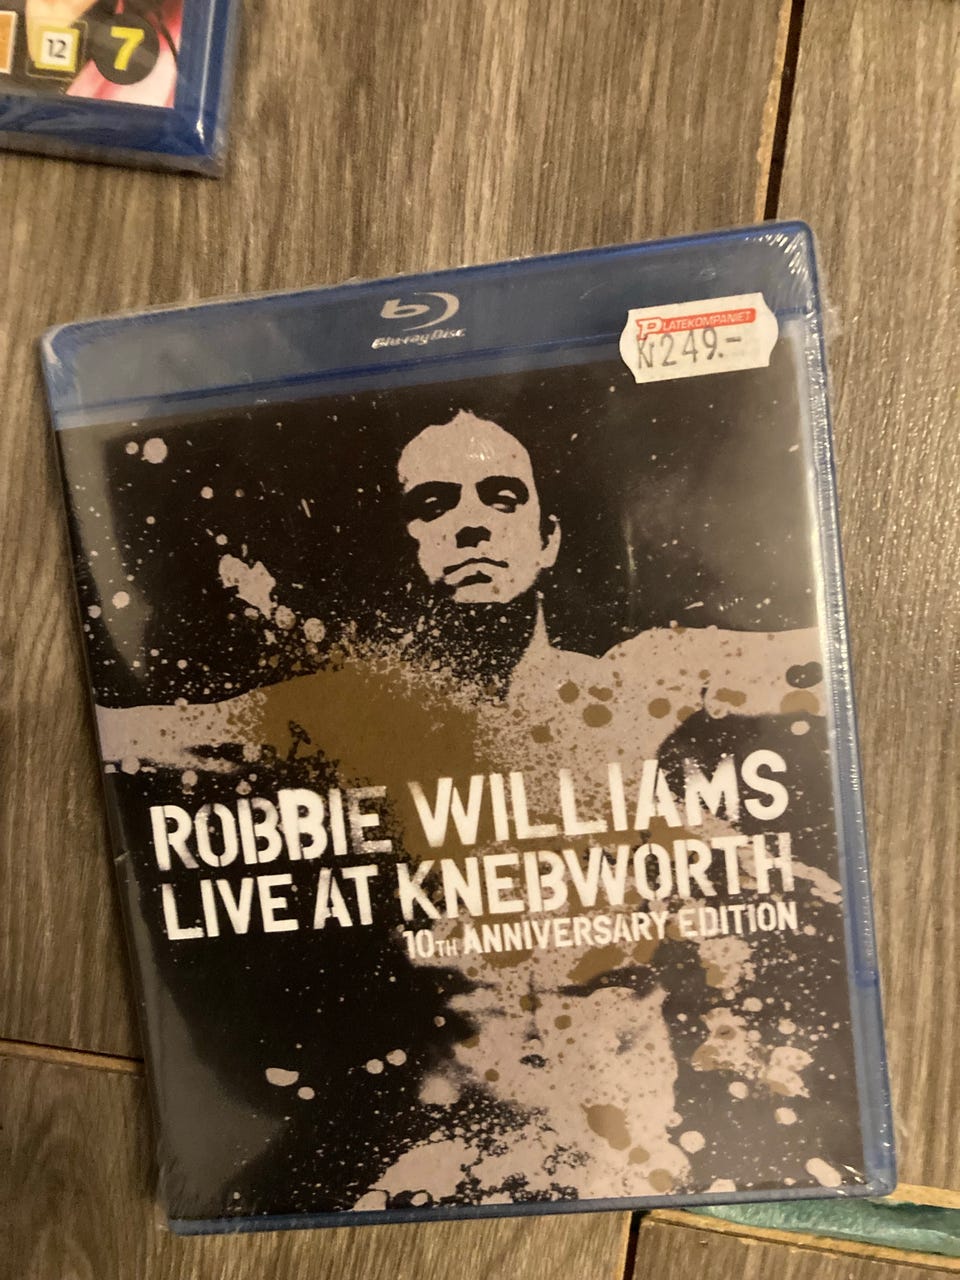 12
7
Blu-ray Disc
PLATEKOMPANIET
Kr 249.-
ROBBIE WILLIAMS
LIVE AT KNEBWORTH
10TH ANNIVERSARY EDITION